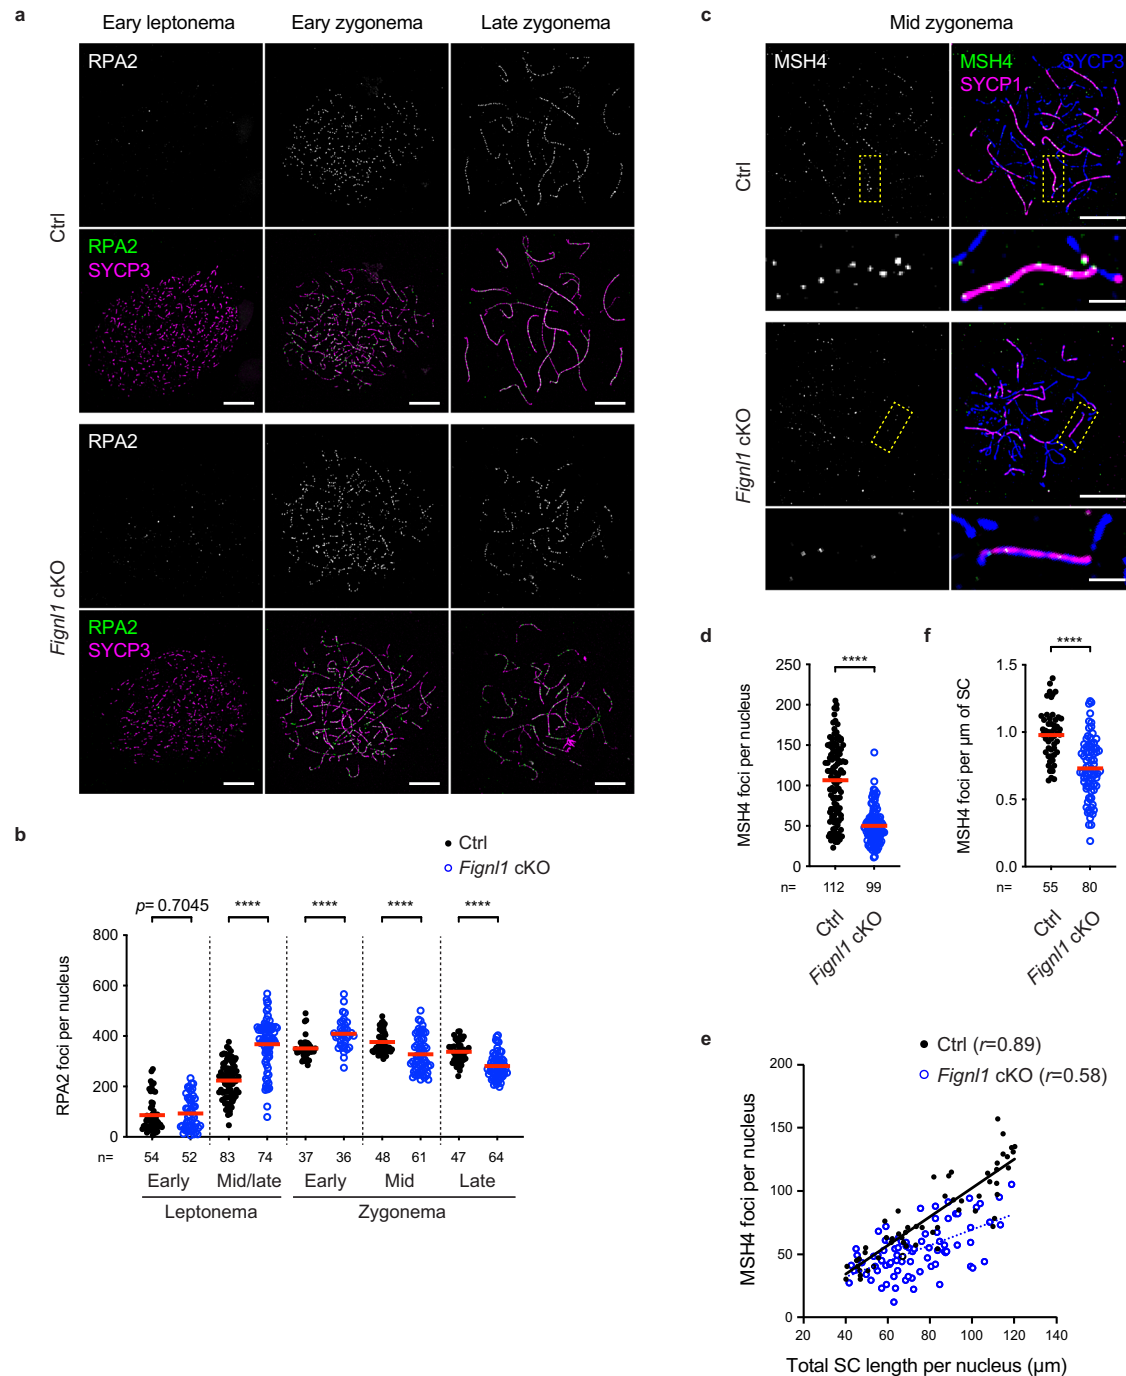 a
Eary leptonema
Eary zygonema
Late zygonema
Ctrl
RPA2
RPA2
SYCP3
Fignl1 cKO
RPA2
RPA2
SYCP3
b
Ctrl
Fignl1 cKO
p= 0.7045
****
****
****
****
RPA2 foci per nucleus
800
600
400
200
0
n=
54
52
83
74
37
36
48
61
47
64
Early
Mid/late
Early
Mid
Late
Leptonema
Zygonema
c
Mid zygonema
Ctrl
MSH4
MSH4
SYCP3
SYCP1
Fignl1 cKO
d
****
MSH4 foci per nucleus
250
200
150
100
50
0
n=
112
99
Ctrl
Fignl1 cKO
f
****
MSH4 foci per µm of SC
1.5
1.0
0.5
0.0
n=
55
80
Ctrl
Fignl1 cKO
e
Ctrl (r=0.89)
Fignl1 cKO (r=0.58)
MSH4 foci per nucleus
200
150
100
50
0
20
40
60
80
100
120
140
Total SC length per nucleus (µm)